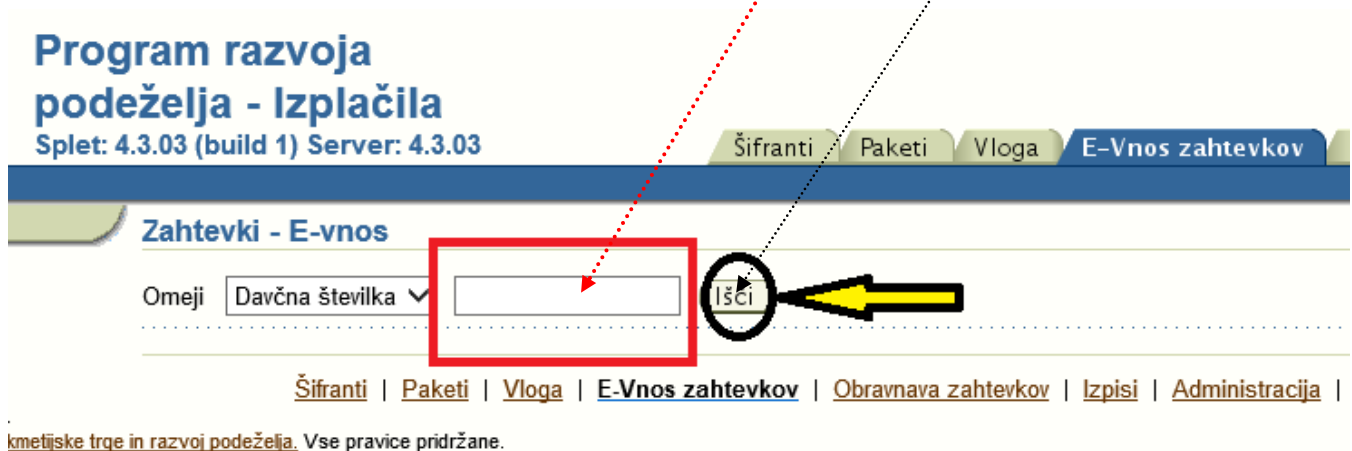 Program razvoja
podeželja - Izplačila
Splet: 4.3.03 (build 1) Server: 4.3.03
Šifranti Paketi Vloga E-Vnos zahtevkov
Zahtevki - E-vnos
Omeji Davčna številka Išči
Šifranti | Paketi | Vloga | E-Vnos zahtevkov | Obravnava zahtevkov | Izpisi | Administracija |
kmetijske trge in razvoj podeželja. Vse pravice pridržane.